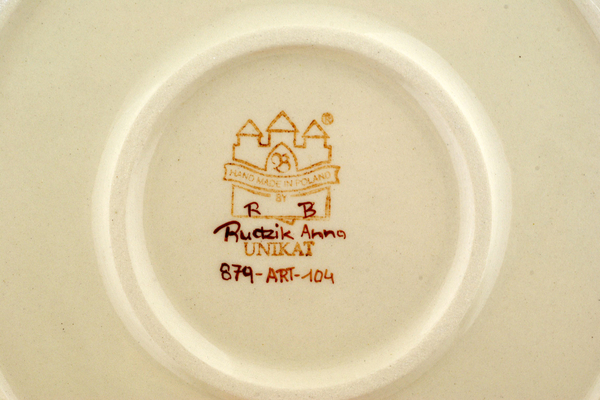 ®
HAND MADE IN POLAND
BY
R B
Rudzik Anna
UNIKAT
879-ART-104